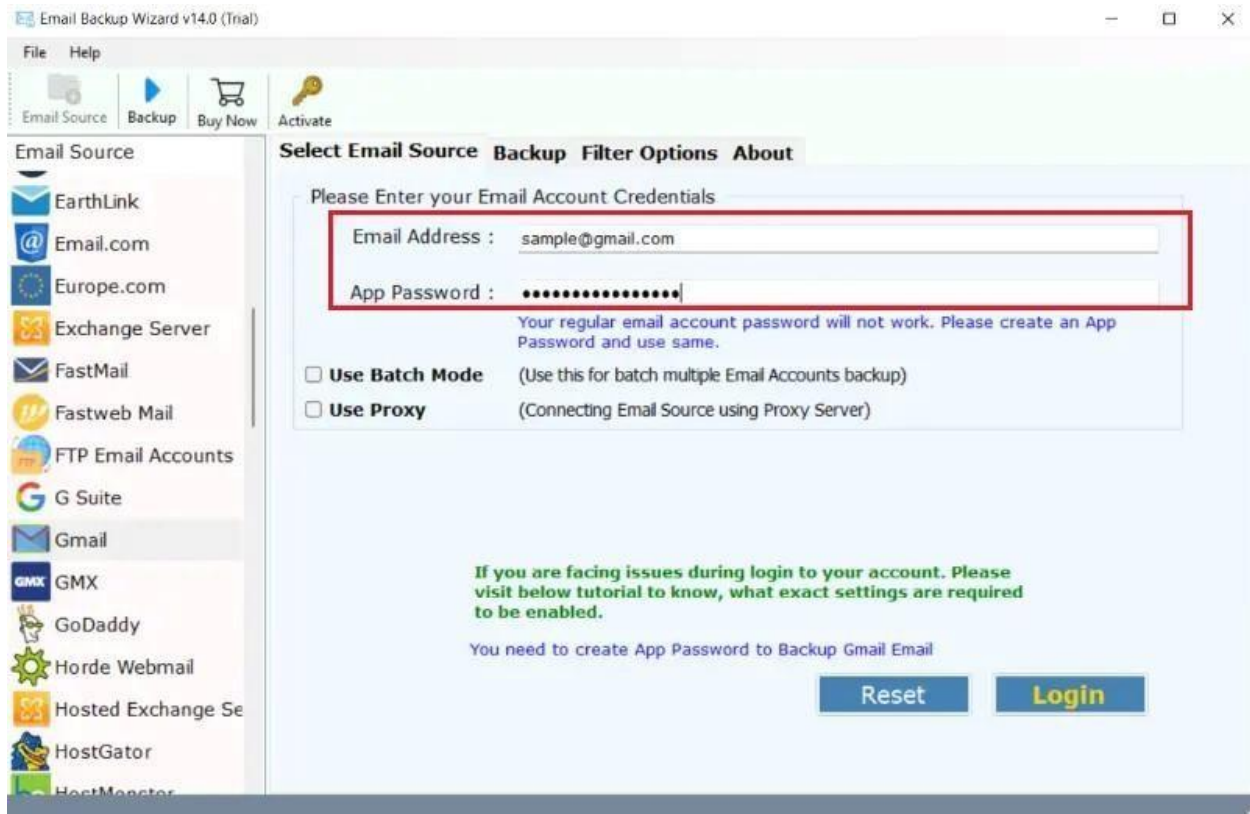 Email Backup Wizard v14.0 (Trial)
File Help
Email Source Backup Buy Now Activate
Email Source
EarthLink
Email.com
Europe.com
Exchange Server
FastMail
Fastweb Mail
FTP Email Accounts
G Suite
Gmail
GMX
GMX
GoDaddy
Horde Webmail
Hosted Exchange Se
HostGator
HostMonster
Select Email Source Backup Filter Options About
Please Enter your Email Account Credentials
Email Address : sample@gmail.com
App Password : ••••••••••••••••
Your regular email account password will not work. Please create an App
Password and use same.
Use Batch Mode (Use this for batch multiple Email Accounts backup)
Use Proxy (Connecting Email Source using Proxy Server)
If you are facing issues during login to your account. Please
visit below tutorial to know, what exact settings are required
to be enabled.
You need to create App Password to Backup Gmail Email
Reset Login